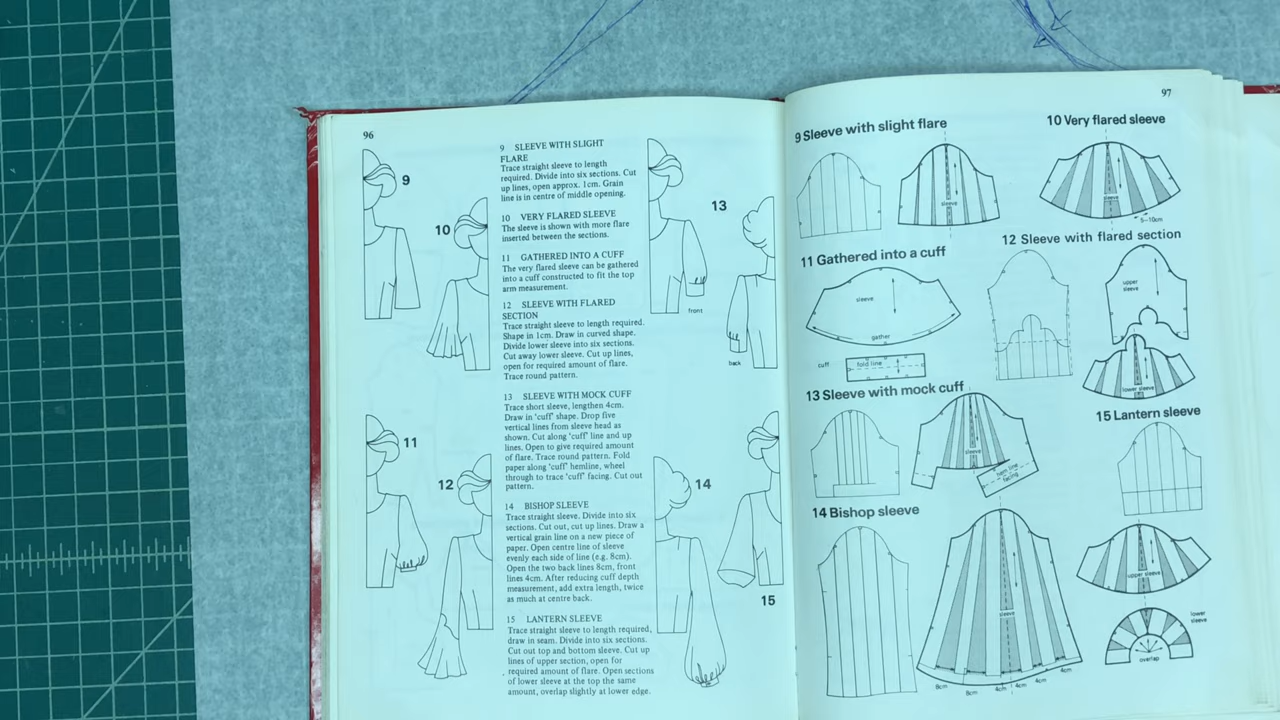 96
9 SLEEVE WITH SLIGHT
FLARE
Trace straight sleeve to length
required. Divide into six sections. Cut
up lines, open approx. 1cm. Grain
line is in centre of middle opening.
10 VERY FLARED SLEEVE
The sleeve is shown with more flare
inserted between the sections.
11 GATHERED INTO A CUFF
The very flared sleeve can be gathered
into a cuff constructed to fit the top
arm measurement.
12 SLEEVE WITH FLARED
SECTION
Trace straight sleeve to length required.
Shape in 1cm. Draw in curved shape.
Divide lower sleeve into six sections.
Cut away lower sleeve. Cut up lines,
open for required amount of flare.
Trace round pattern.
13 SLEEVE WITH MOCK CUFF
Trace short sleeve, lengthen 4cm.
Draw in 'cuff' shape. Drop five
vertical lines from sleeve head as
shown. Cut along 'cuff' line and up
lines. Open to give required amount
of flare. Trace round pattern. Fold
paper along 'cuff' hemline, wheel
through to trace 'cuff' facing. Cut out
pattern.
14 BISHOP SLEEVE
Trace straight sleeve. Divide into six
sections. Cut out, cut up lines. Draw a
vertical grain line on a new piece of
paper. Open centre line of sleeve
evenly each side of line (e.g. 8cm).
Open the two back lines 8cm, front
lines 4cm. After reducing cuff depth
measurement, add extra length, twice
as much at centre back.
15 LANTERN SLEEVE
Trace straight sleeve to length required,
draw in seam. Divide into six sections.
Cut out top and bottom sleeve. Cut up
lines of upper section, open for
required amount of flare. Open sections
of lower sleeve at the top the same
amount, overlap slightly at lower edge.
9
10
11
12
13
front
back
14
15
97
9 Sleeve with slight flare
sleeve
10 Very flared sleeve
sleeve
5-10cm
11 Gathered into a cuff
sleeve
gather
cuff
fold line
12 Sleeve with flared section
upper
sleeve
lower sleeve
13 Sleeve with mock cuff
sleeve
hem line
facing
14 Bishop sleeve
sleeve
8cm
8cm
4cm
4cm
4cm
4cm
15 Lantern sleeve
upper sleeve
lower
sleeve
overlap